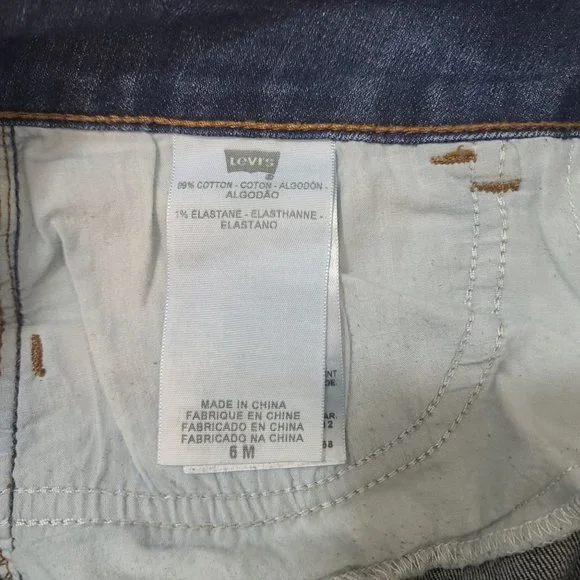 Levi's
®
99% COTTON - COTON - ALGODÓN -
ALGODÃO
1% ELASTANE - ELASTHANNE -
ELASTANO
MADE IN CHINA
FABRIQUE EN CHINE
FABRICADO EN CHINA
FABRICADO NA CHINA
6 M